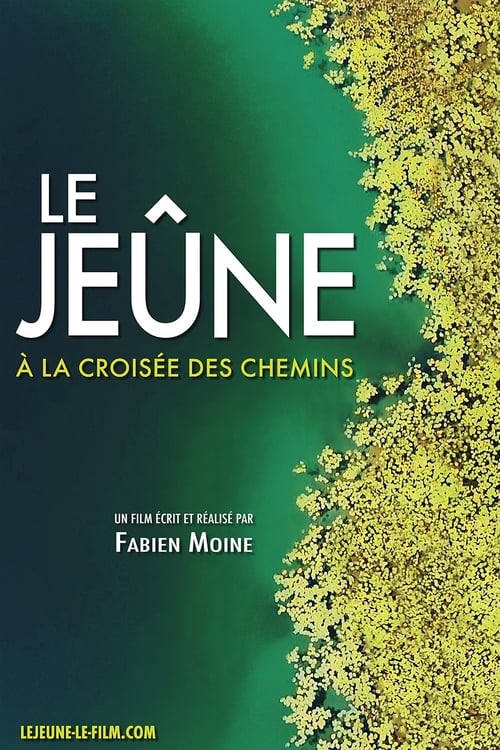 LE
JEÛNE
À LA CROISÉE DES CHEMINS
UN FILM ÉCRIT ET RÉALISÉ PAR
FABIEN MOINE
LEJEUNE-LE-FILM.COM